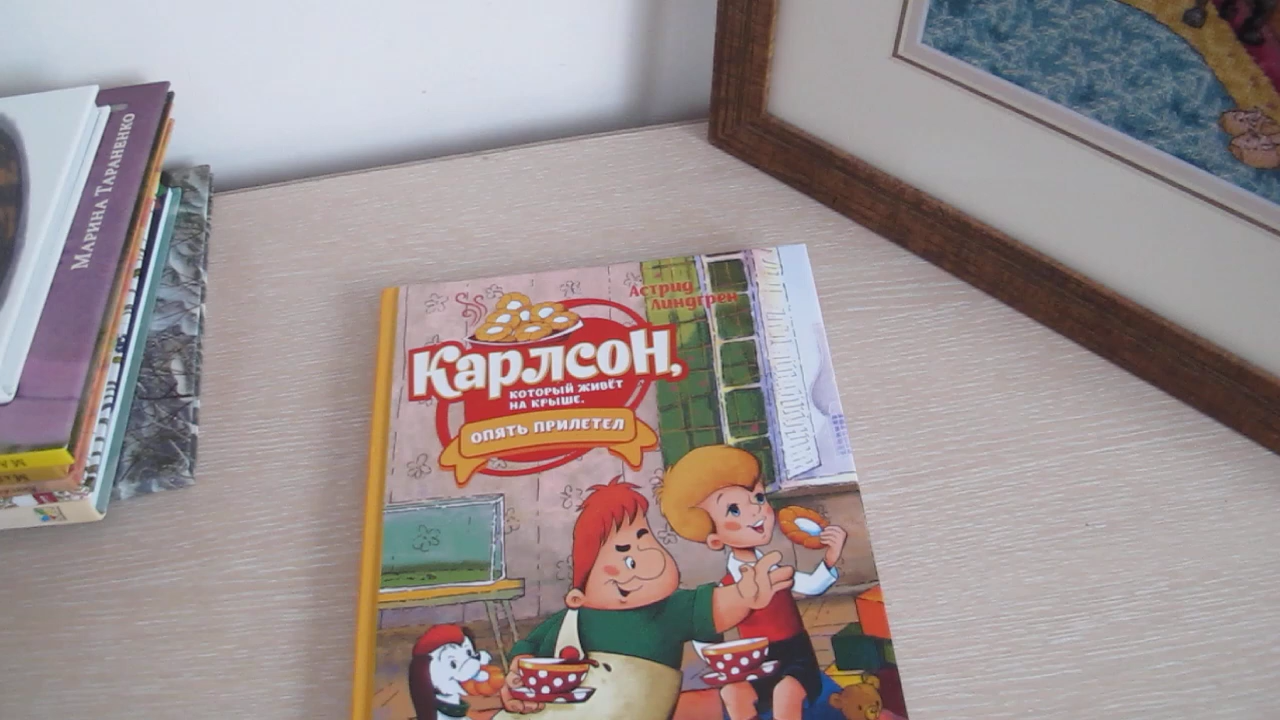 Марина Тараненко
Астрид
Линдгрен
Карлсон,
который живёт
на крыше,
опять прилетел